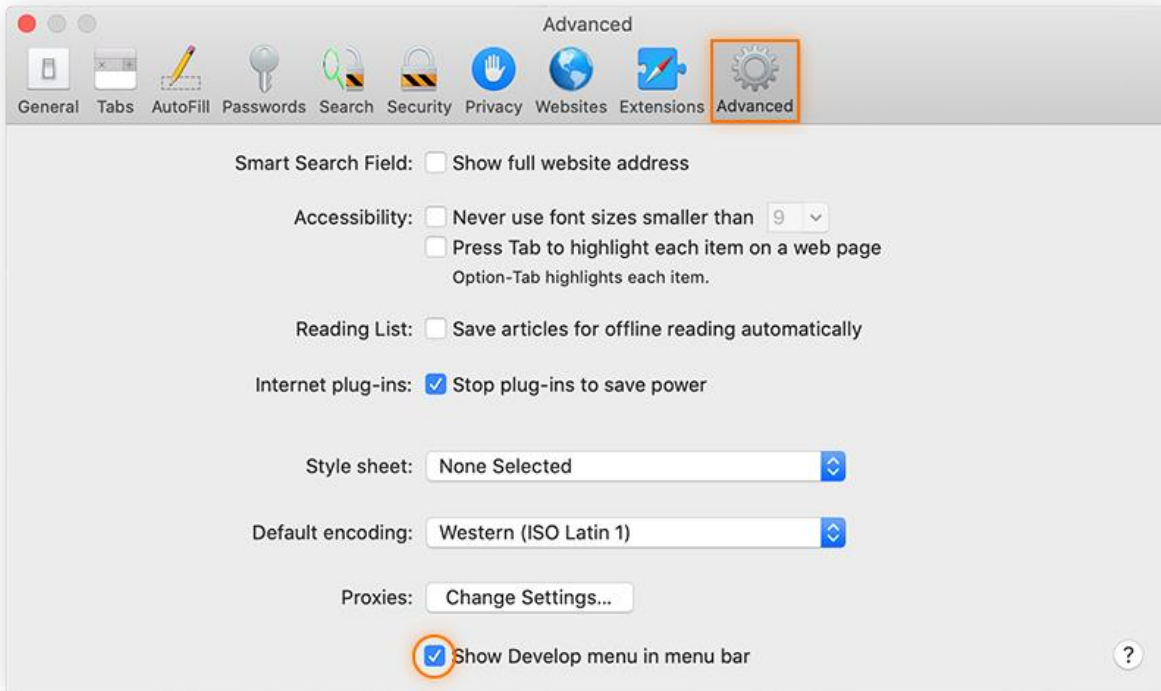 Advanced
General Tabs AutoFill Passwords Search Security Privacy Websites Extensions Advanced
Smart Search Field: Show full website address
Accessibility: Never use font sizes smaller than 9
Press Tab to highlight each item on a web page
Option-Tab highlights each item.
Reading List: Save articles for offline reading automatically
Internet plug-ins: Stop plug-ins to save power
Style sheet: None Selected
Default encoding: Western (ISO Latin 1)
Proxies: Change Settings...
Show Develop menu in menu bar ?